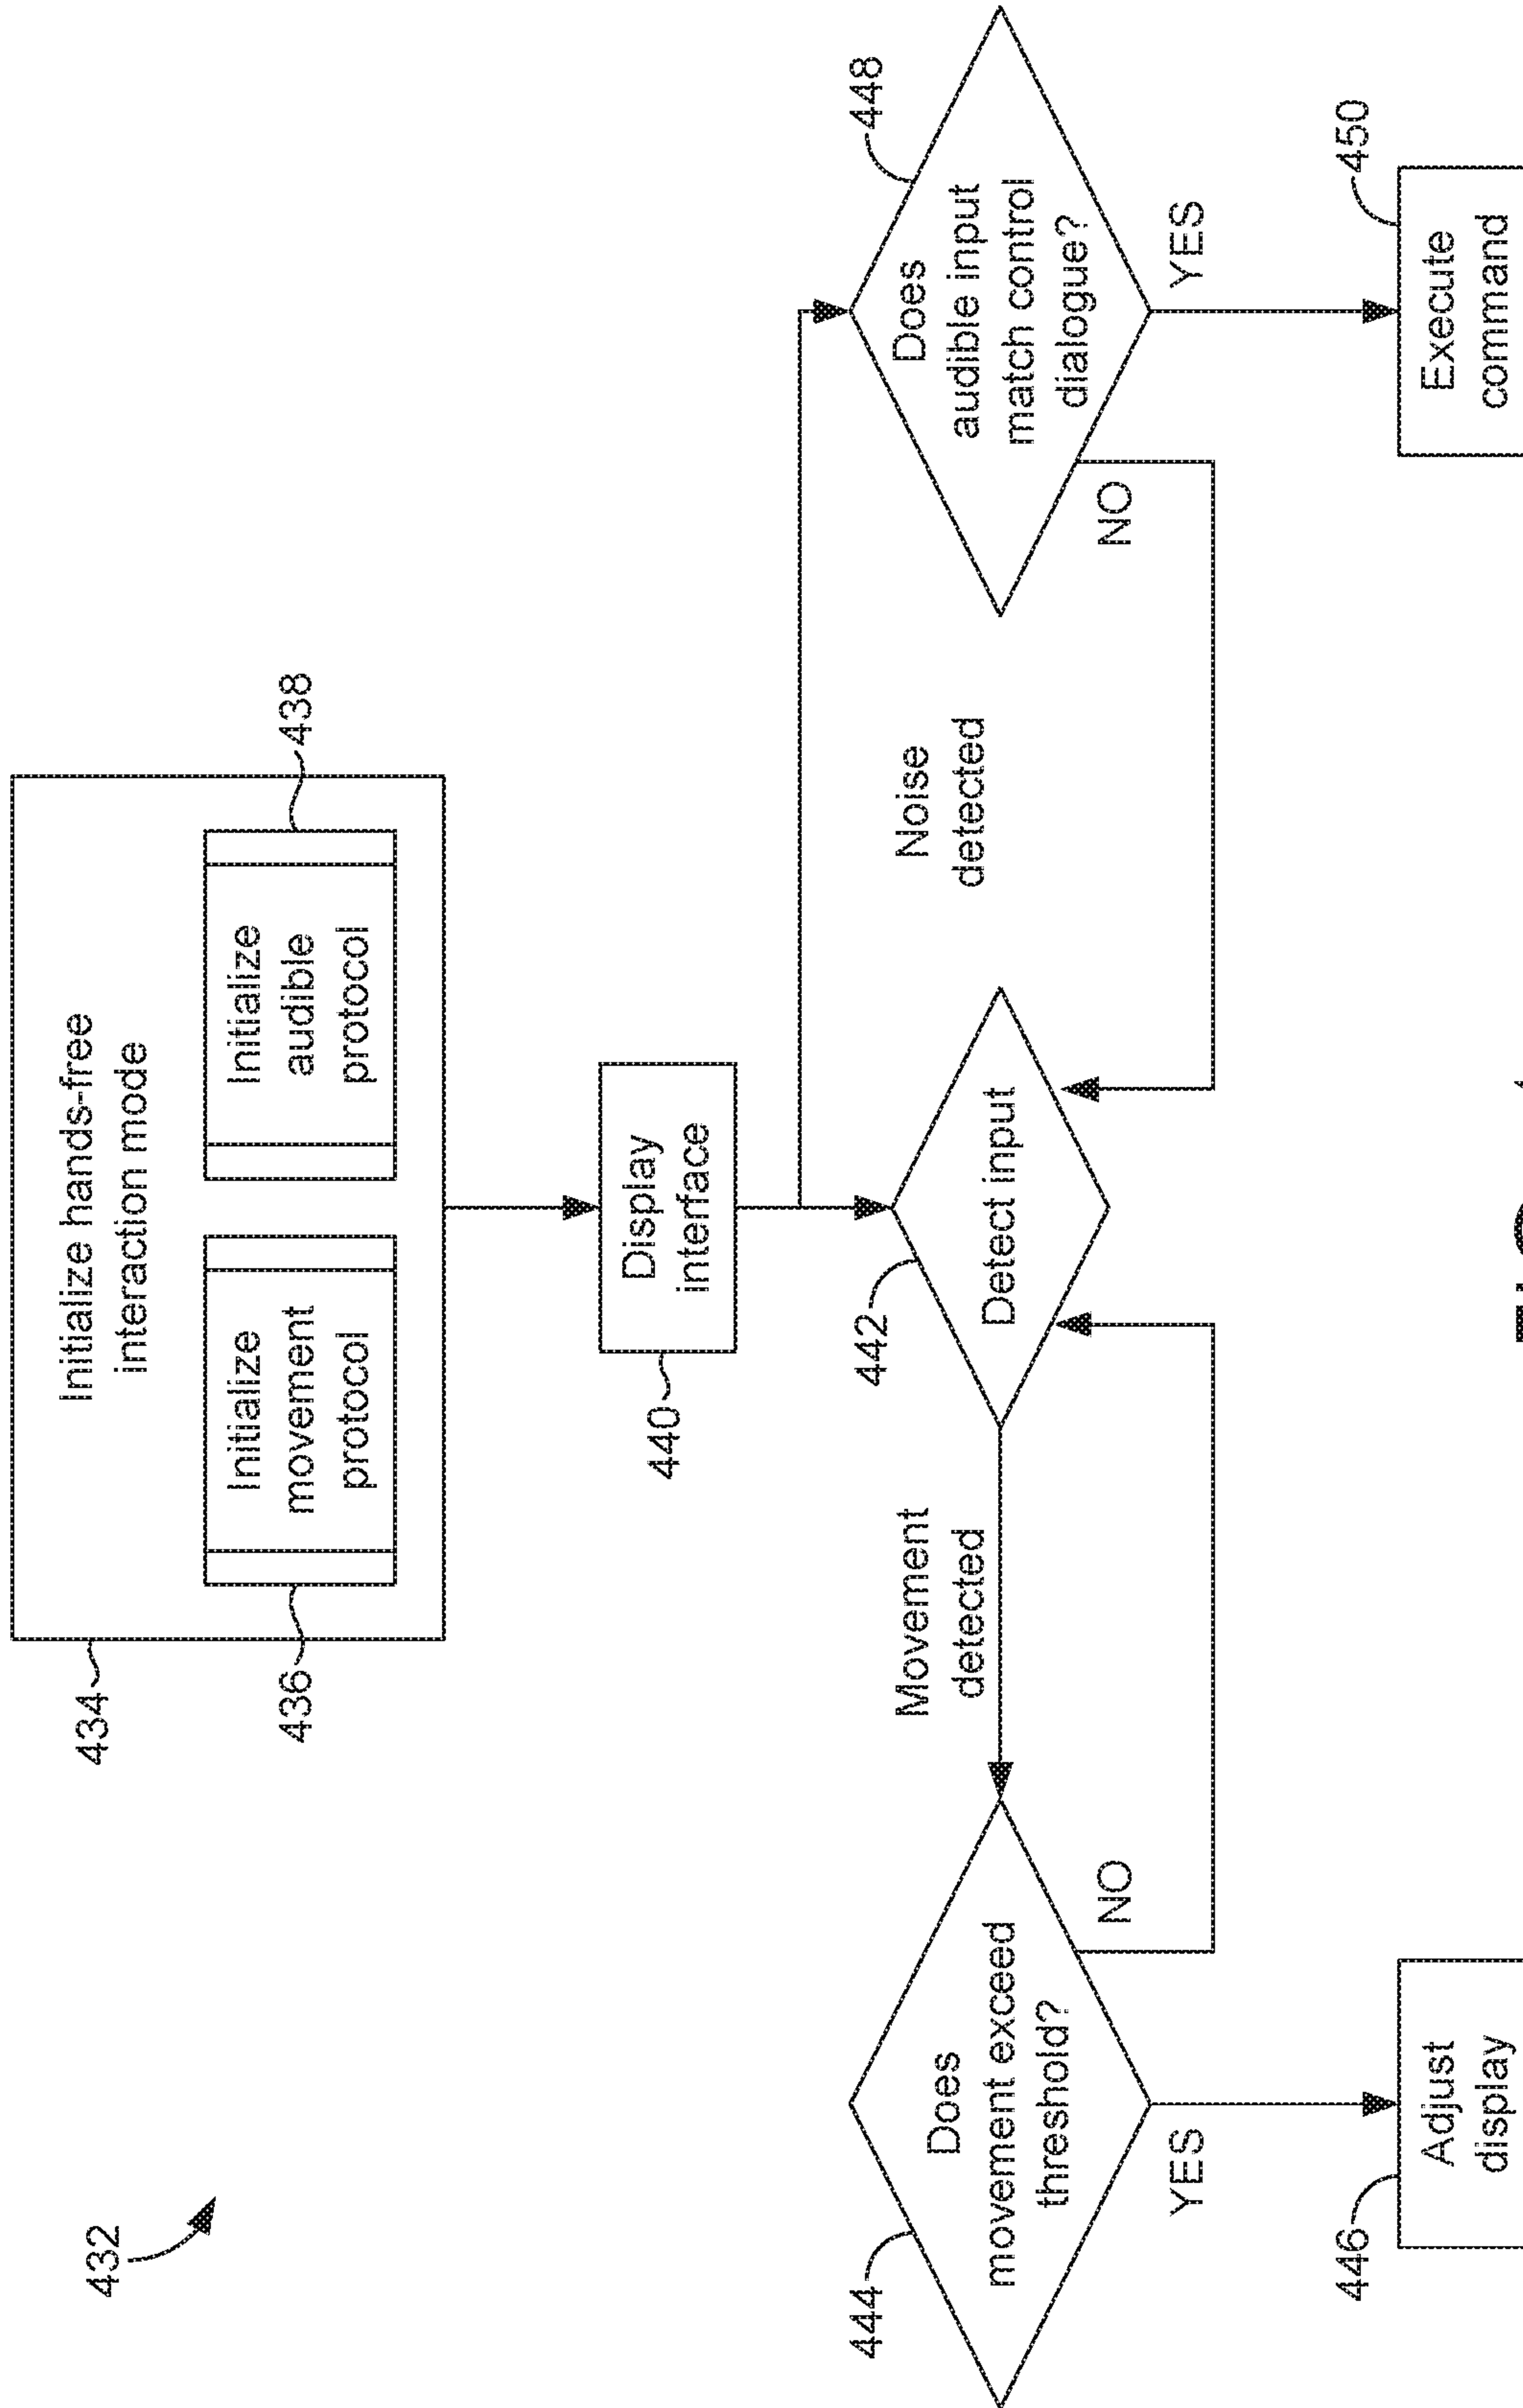 432
434
Initialize hands-free
interaction mode
436
Initialize
movement
protocol
438
Initialize
audible
protocol
440
Display
interface
442
Detect input
Movement
detected
Noise
detected
444
Does
movement exceed
threshold?
NO
YES
446
Adjust
display
448
Does
audible input
match control
dialogue?
NO
YES
450
Execute
command